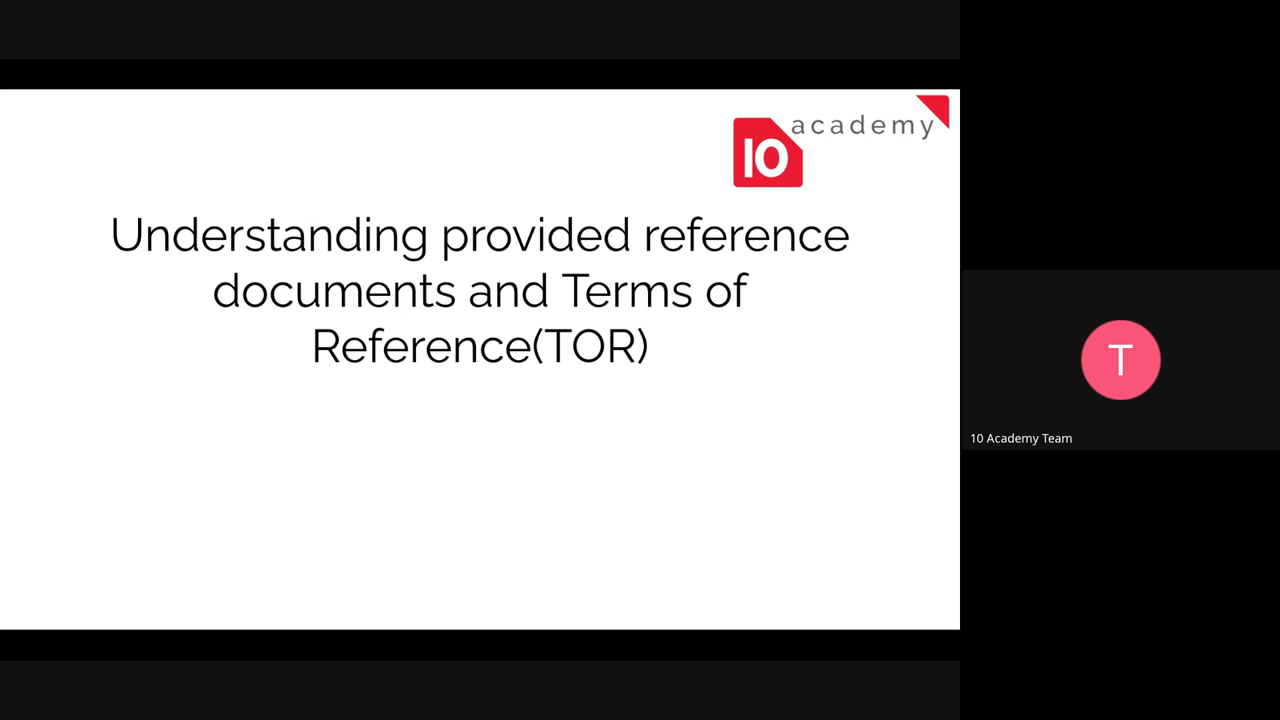 academy
10
Understanding provided reference
documents and Terms of
Reference(TOR)
T
10 Academy Team